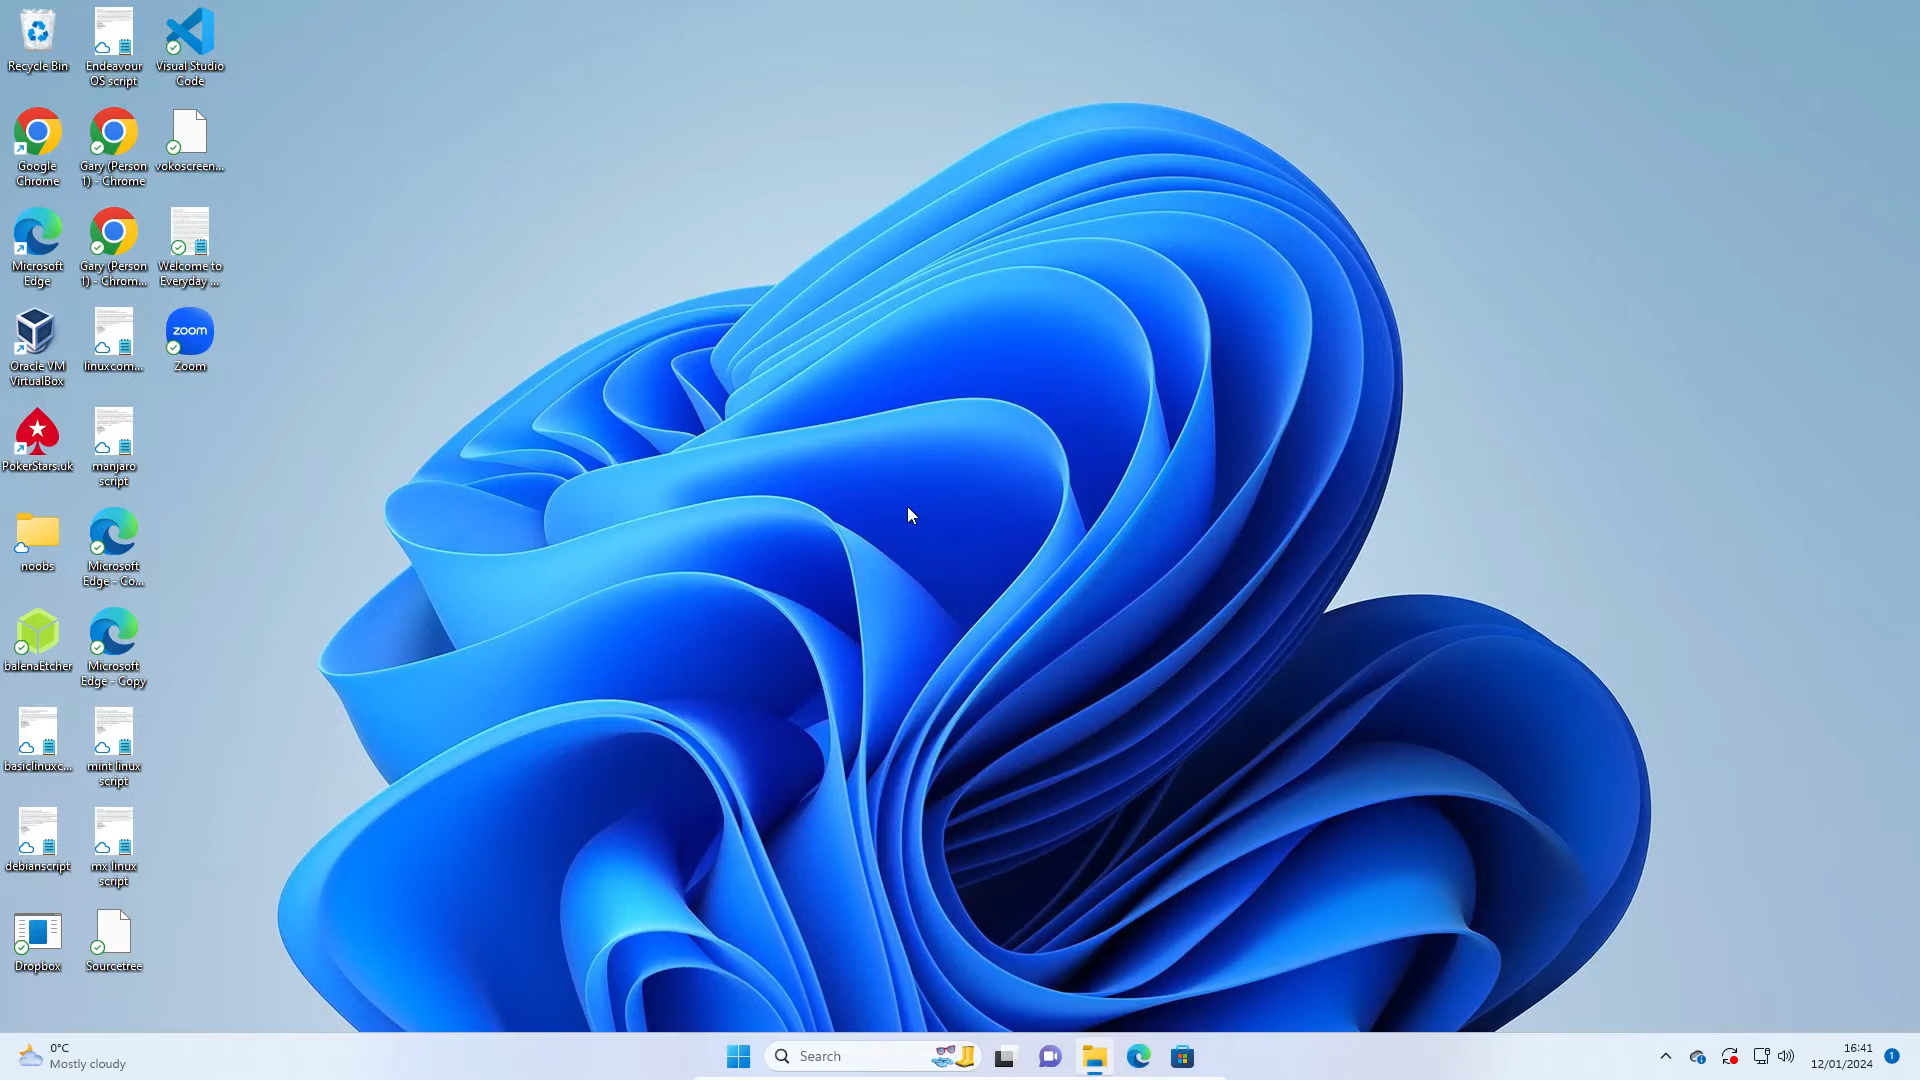 Recycle Bin
Endeavour
OS script
Visual Studio
Code
Google
Chrome
Gary (Person
1) - Chrome
vokoscreen...
Microsoft
Edge
Gary (Person
1) - Chrom...
Welcome to
Everyday ...
Oracle VM
VirtualBox
linuxcom...
zoom
Zoom
PokerStars.uk
manjaro
script
noobs
Microsoft
Edge - Co...
balenaEtcher
Microsoft
Edge - Copy
basiclinuxc...
mint linux
script
debianscript
mx linux
script
Dropbox
Sourcetree
0°C
Mostly cloudy
Search
16:41
12/01/2024
1